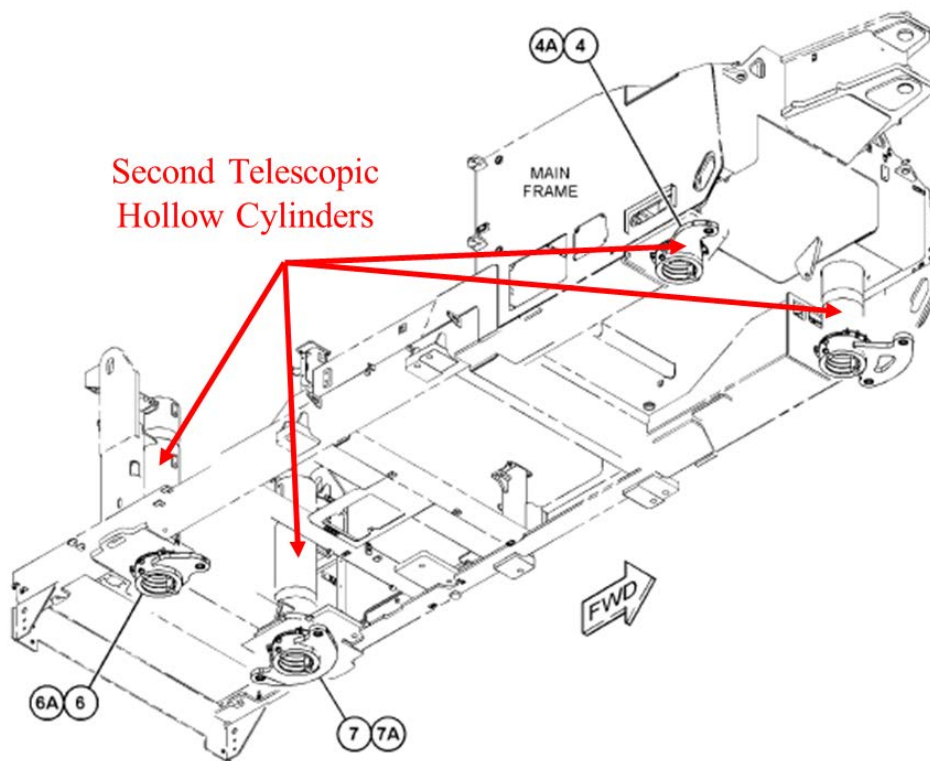 4A 4
Second Telescopic
Hollow Cylinders
MAIN
FRAME
FWD
6A 6
7 7A